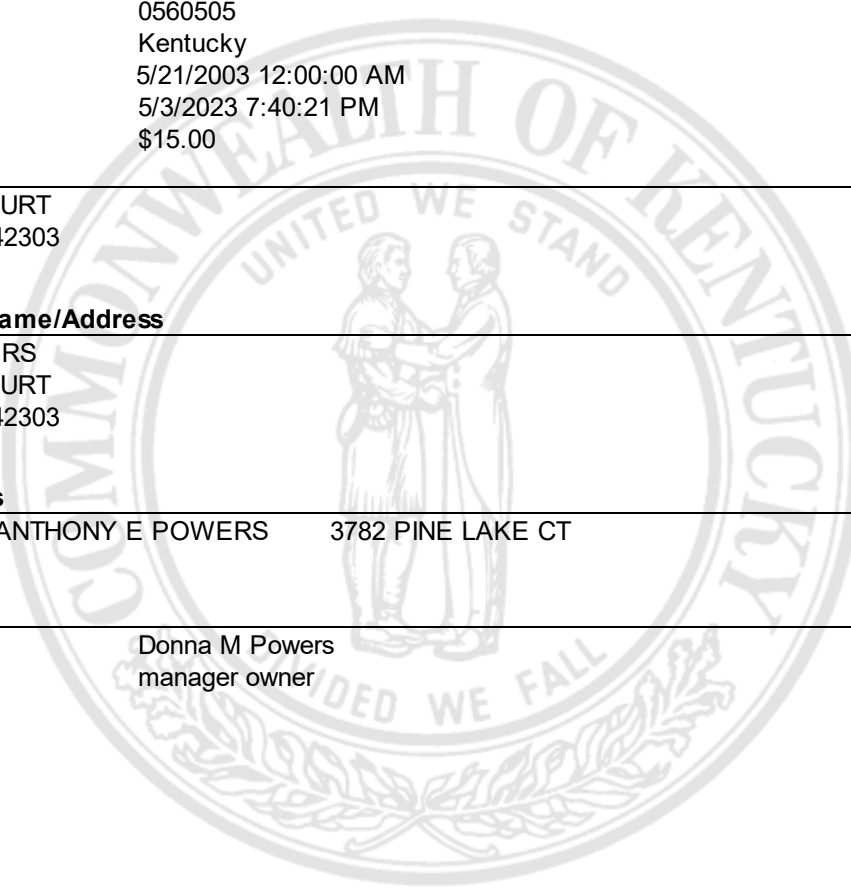 0560505
Kentucky
5/21/2003 12:00:00 AM
5/3/2023 7:40:21 PM
$15.00
URT
42303
ame/Address
RS
URT
42303
s
ANTHONY E POWERS 3782 PINE LAKE CT
Donna M Powers
manager owner
COMMONWEALTH OF KENTUCKY
UNITED WE STAND
DIVIDED WE FALL